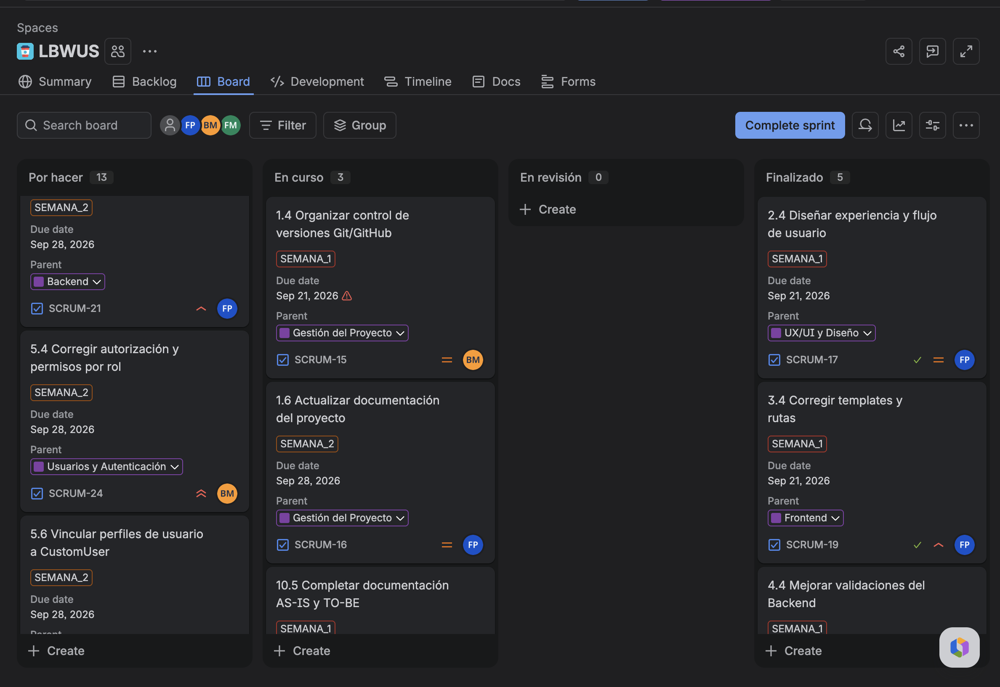 Spaces
LBWUS
Summary
Backlog
Board
Development
Timeline
Docs
Forms
Search board
FP
BM
FM
Filter
Group
Complete sprint
Por hacer 13
SEMANA_2
Due date
Sep 28, 2026
Parent
Backend
SCRUM-21
FP
5.4 Corregir autorización y
permisos por rol
SEMANA_2
Due date
Sep 28, 2026
Parent
Usuarios y Autenticación
SCRUM-24
BM
5.6 Vincular perfiles de usuario
a CustomUser
SEMANA_2
Due date
Sep 28, 2026
Parent
Create
En curso 3
1.4 Organizar control de
versiones Git/GitHub
SEMANA_1
Due date
Sep 21, 2026
Parent
Gestión del Proyecto
SCRUM-15
BM
1.6 Actualizar documentación
del proyecto
SEMANA_2
Due date
Sep 28, 2026
Parent
Gestión del Proyecto
SCRUM-16
FP
10.5 Completar documentación
AS-IS y TO-BE
SEMANA_1
Create
En revisión 0
Create
Finalizado 5
2.4 Diseñar experiencia y flujo
de usuario
SEMANA_1
Due date
Sep 21, 2026
Parent
UX/UI y Diseño
SCRUM-17
FP
3.4 Corregir templates y
rutas
SEMANA_1
Due date
Sep 21, 2026
Parent
Frontend
SCRUM-19
FP
4.4 Mejorar validaciones del
Backend
SEMANA_1
Create